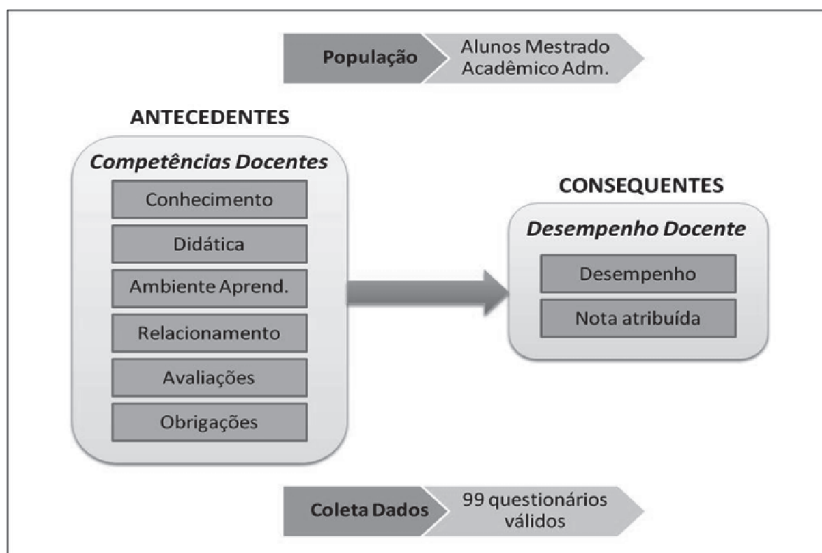 População
Alunos Mestrado
Acadêmico Adm.
ANTECEDENTES
Competências Docentes
Conhecimento
Didática
Ambiente Aprend.
Relacionamento
Avaliações
Obrigações
CONSEQUENTES
Desempenho Docente
Desempenho
Nota atribuída
Coleta Dados
99 questionários
válidos